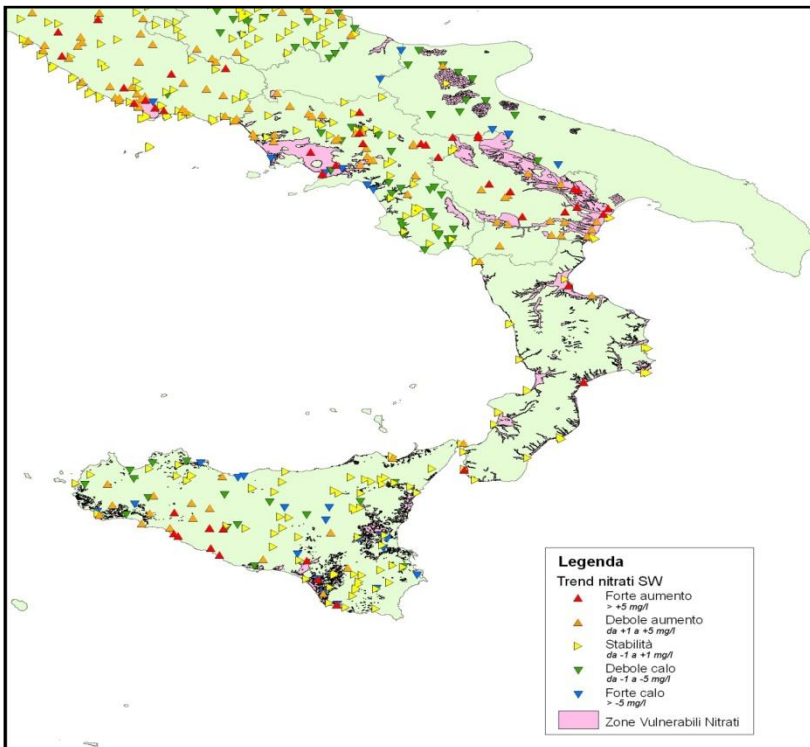 Legenda
Trend nitrati SW
Forte aumento
> +5 mg/l
Debole aumento
da +1 a +5 mg/l
Stabilità
da -1 a +1 mg/l
Debole calo
da -1 a -5 mg/l
Forte calo
> -5 mg/l
Zone Vulnerabili Nitrati